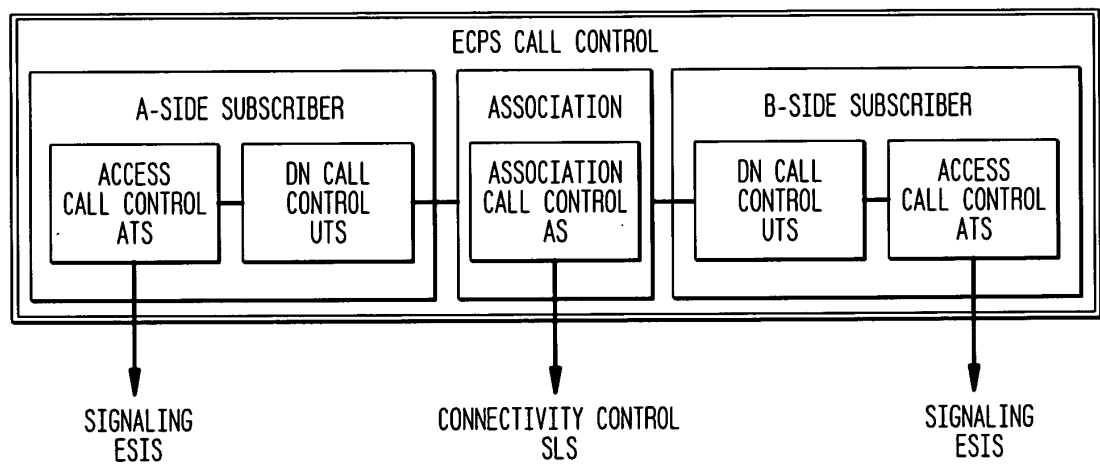 ECPS CALL CONTROL
A-SIDE SUBSCRIBER
ACCESS
CALL CONTROL
ATS
DN CALL
CONTROL
UTS
ASSOCIATION
ASSOCIATION
CALL CONTROL
AS
B-SIDE SUBSCRIBER
DN CALL
CONTROL
UTS
ACCESS
CALL CONTROL
ATS
SIGNALING
ESIS
CONNECTIVITY CONTROL
SLS
SIGNALING
ESIS